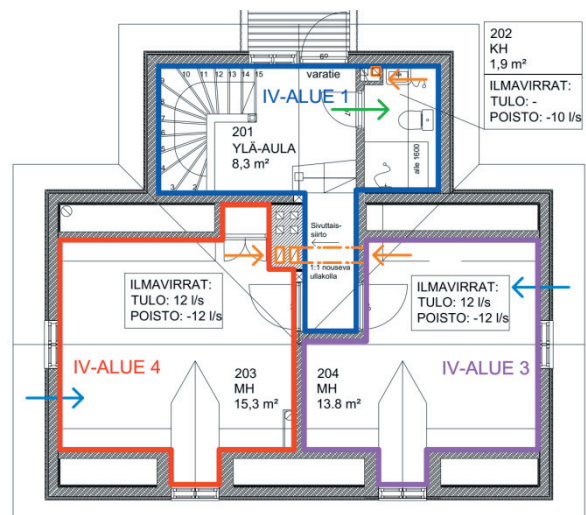 202
KH
1,9 m²
ILMAVIRRAT:
TULO: -
POISTO: -10 l/s
6⁰
varatie
10 11 12 13 14 15
9
8
7
6
5
4
3
2
IV-ALUE 1
201
YLÄ-AULA
8,3 m²
alle 1600
Sivuttais-
siirto
1:1 nouseva
ullakolla
ILMAVIRRAT:
TULO: 12 l/s
POISTO: -12 l/s
ILMAVIRRAT:
TULO: 12 l/s
POISTO: -12 l/s
IV-ALUE 4
203
MH
15,3 m²
204
MH
13.8 m²
IV-ALUE 3